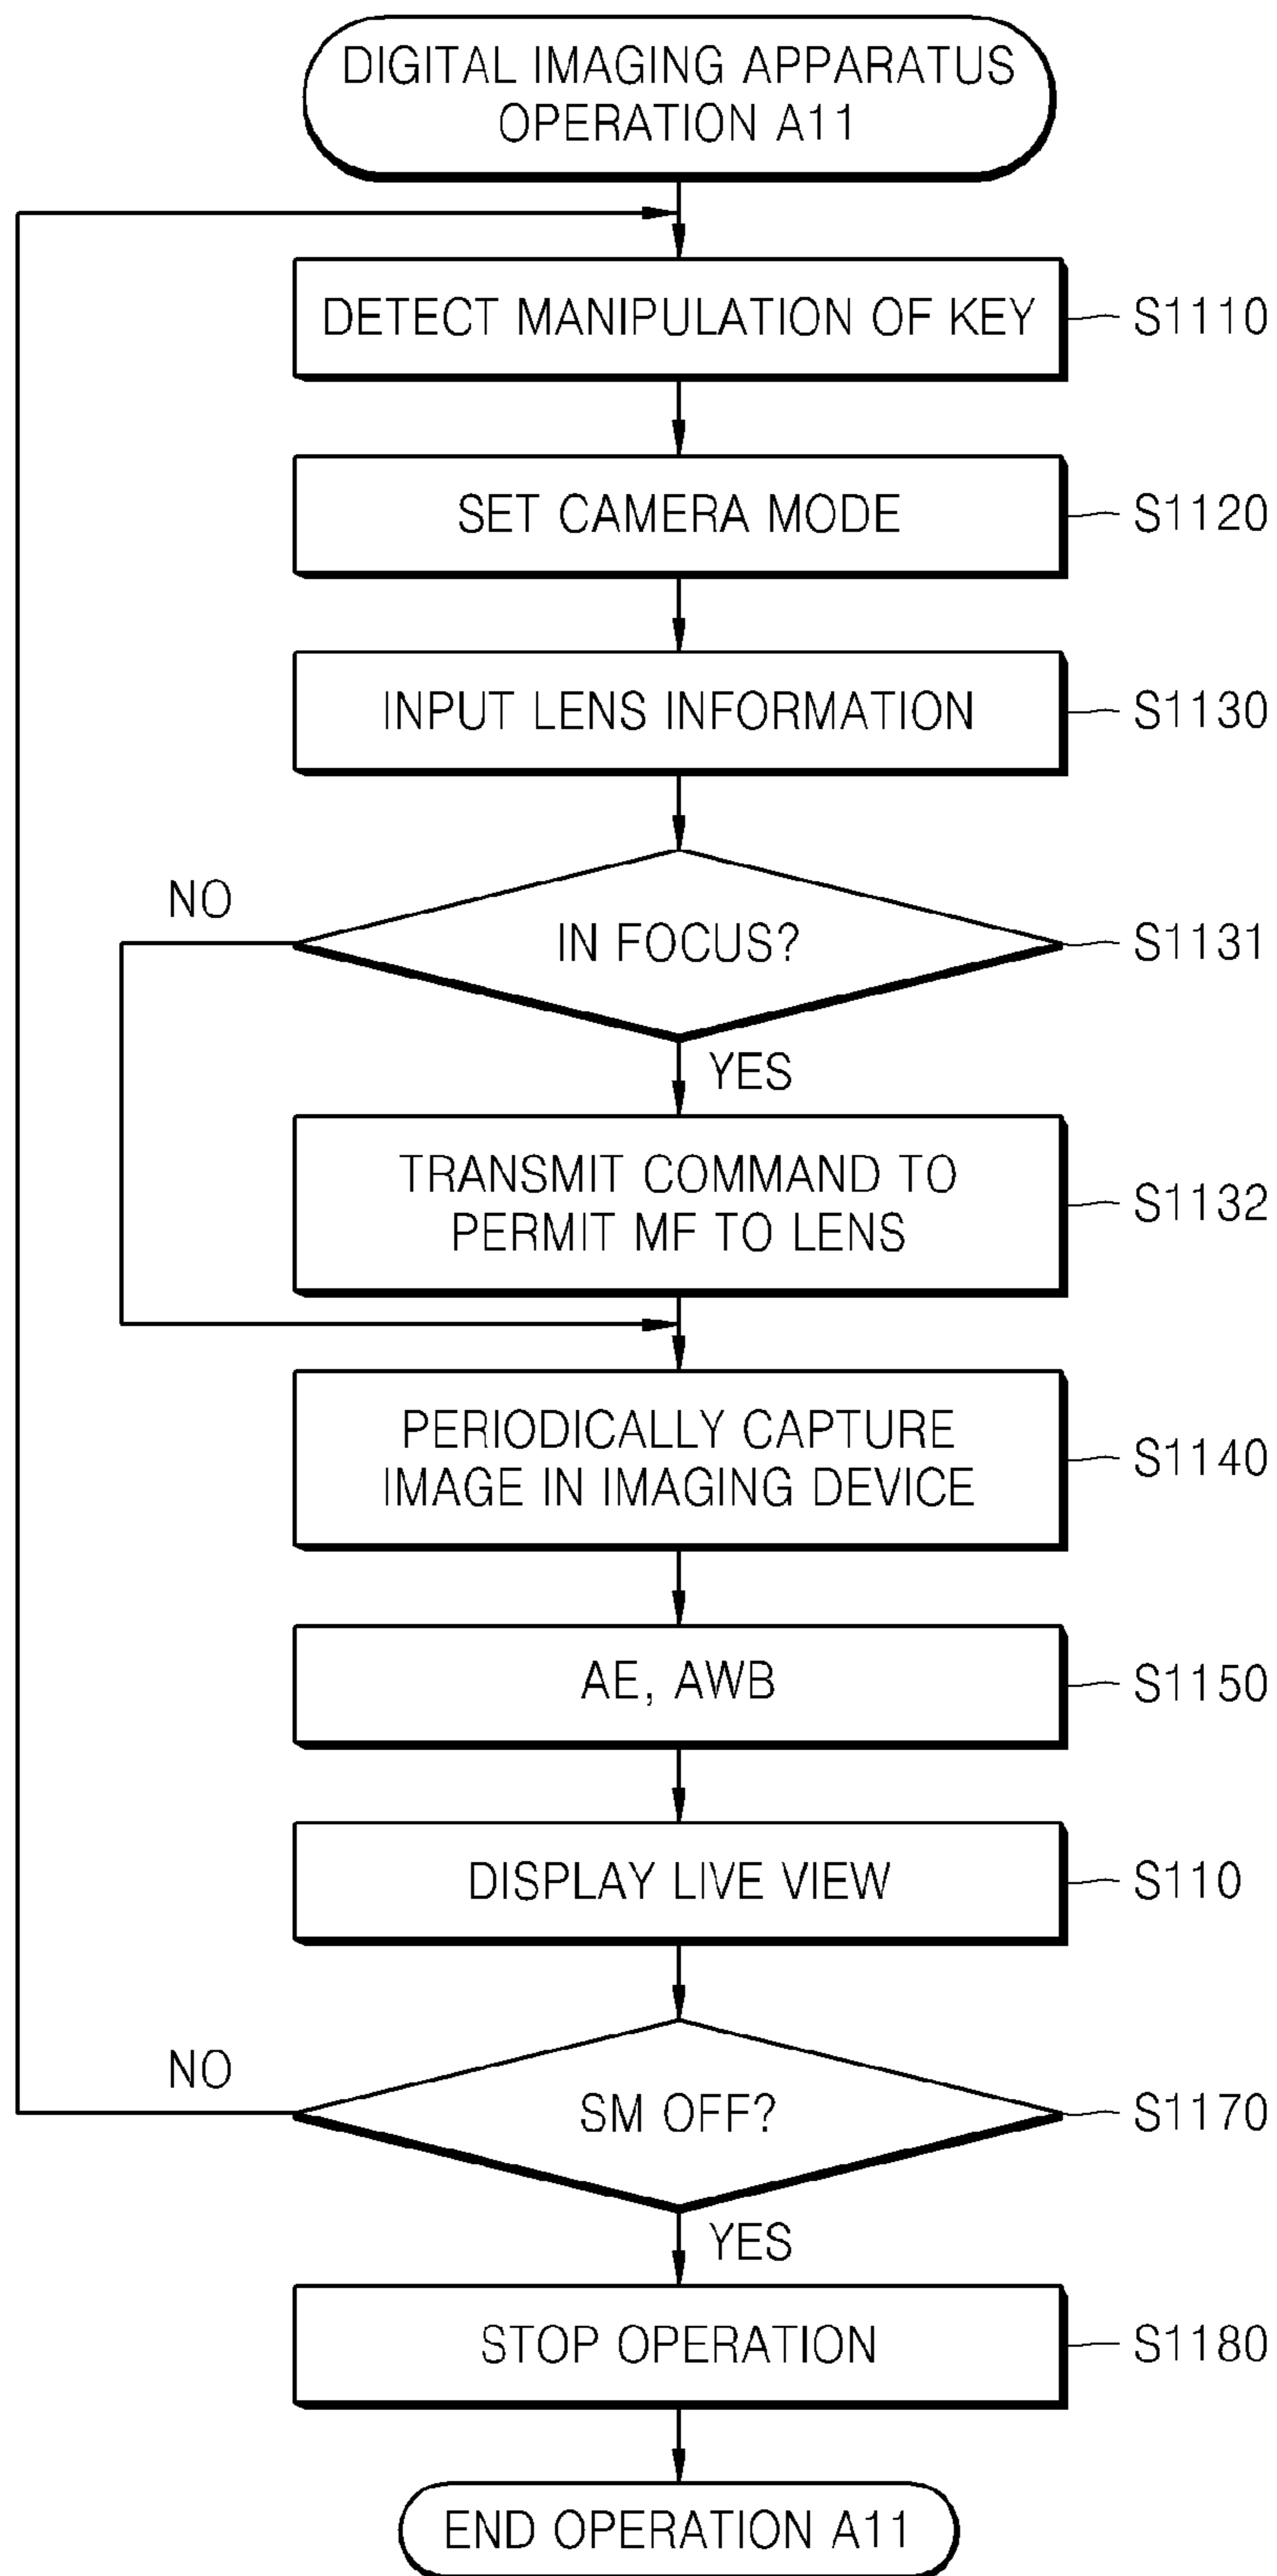 DIGITAL IMAGING APPARATUS
OPERATION A11
DETECT MANIPULATION OF KEY
S1110
SET CAMERA MODE
S1120
INPUT LENS INFORMATION
S1130
NO
IN FOCUS?
S1131
YES
TRANSMIT COMMAND TO
PERMIT MF TO LENS
S1132
PERIODICALLY CAPTURE
IMAGE IN IMAGING DEVICE
S1140
AE, AWB
S1150
DISPLAY LIVE VIEW
S110
NO
SM OFF?
S1170
YES
STOP OPERATION
S1180
END OPERATION A11